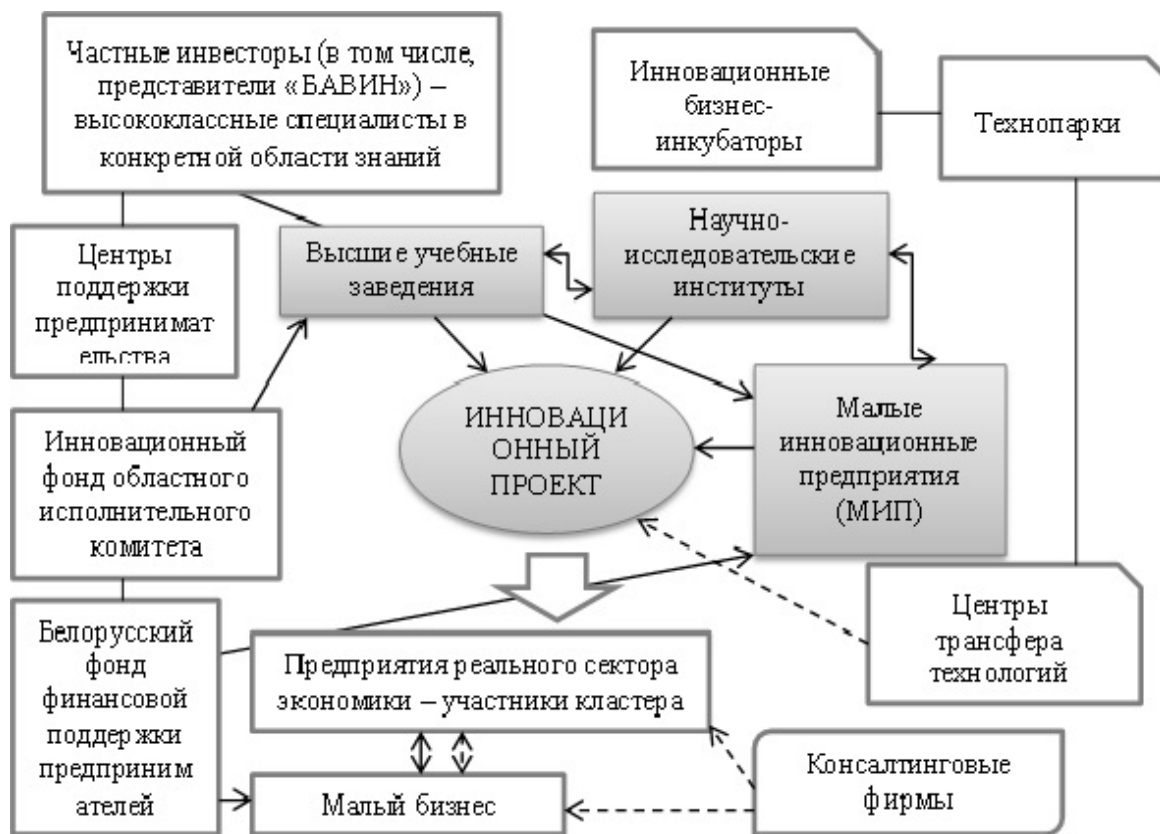 Частные инвесторы (в том числе,
представители «БАВИН») –
высококлассные специалисты в
конкретной области знаний
Инновационные
бизнес-
инкубаторы
Технопарки
Центры
поддержки
предпринимат
ельства
Высшие учебные
заведения
Научно-
исследовательские
институты
Инновационный
фонд областного
исполнительного
комитета
ИННОВАЦИ
ОННЫЙ
ПРОЕКТ
Малые
инновационные
предприятия
(МИП)
Белорусский
фонд
финансовой
поддержки
предприним
ателей
Предприятия реального сектора
экономики – участники кластера
Центры
трансфера
технологий
Малый бизнес
Консалтинговые
фирмы